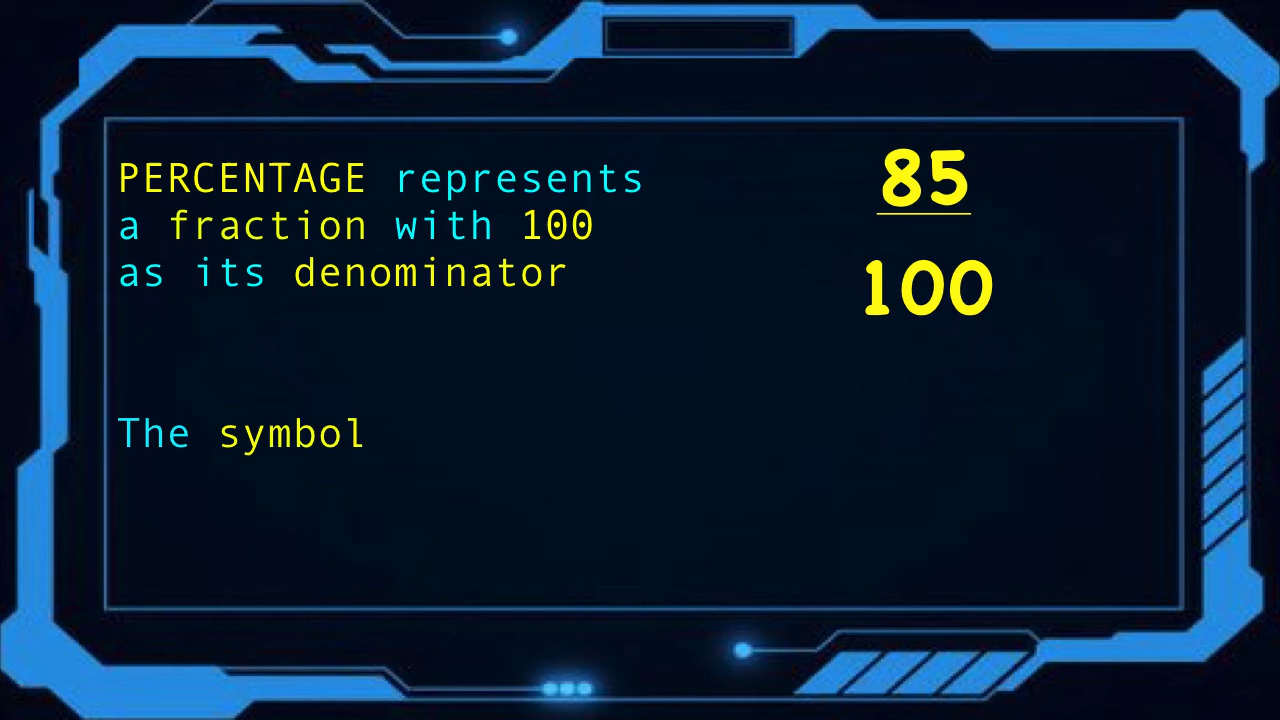 PERCENTAGE represents
a fraction with 100
as its denominator
85
100
The symbol